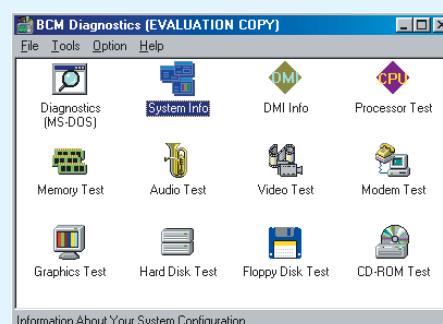 BCM Diagnostics (EVALUATION COPY)
File Tools Option Help
DMI
CPU
Diagnostics (MS-DOS)
System Info
DMI Info
Processor Test
Memory Test
Audio Test
Video Test
Modem Test
Graphics Test
Hard Disk Test
Floppy Disk Test
CD-ROM Test
Information About Your System Configuration